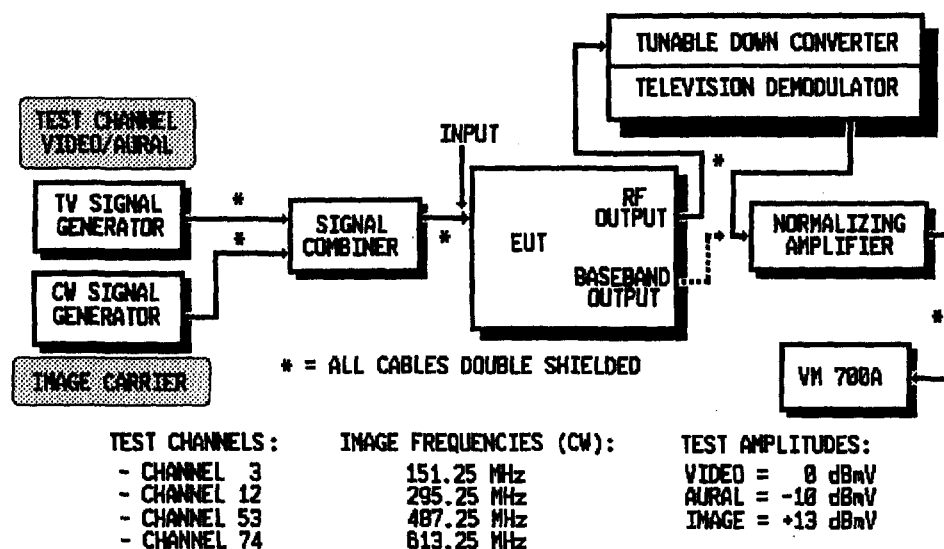 TUNABLE DOWN CONVERTER
TELEVISION DEMODULATOR
TEST CHANNEL
VIDEO/AURAL
INPUT
*
TV SIGNAL
GENERATOR
*
*
SIGNAL
COMBINER
*
EUT
RF
OUTPUT
BASEBAND
OUTPUT
NORMALIZING
AMPLIFIER
CW SIGNAL
GENERATOR
*
IMAGE CARRIER
* = ALL CABLES DOUBLE SHIELDED
VM 700A
TEST CHANNELS:
- CHANNEL 3
- CHANNEL 12
- CHANNEL 53
- CHANNEL 74
IMAGE FREQUENCIES (CW):
151.25 MHz
295.25 MHz
487.25 MHz
613.25 MHz
TEST AMPLITUDES:
VIDEO = 0 dBmV
AURAL = -10 dBmV
IMAGE = +13 dBmV